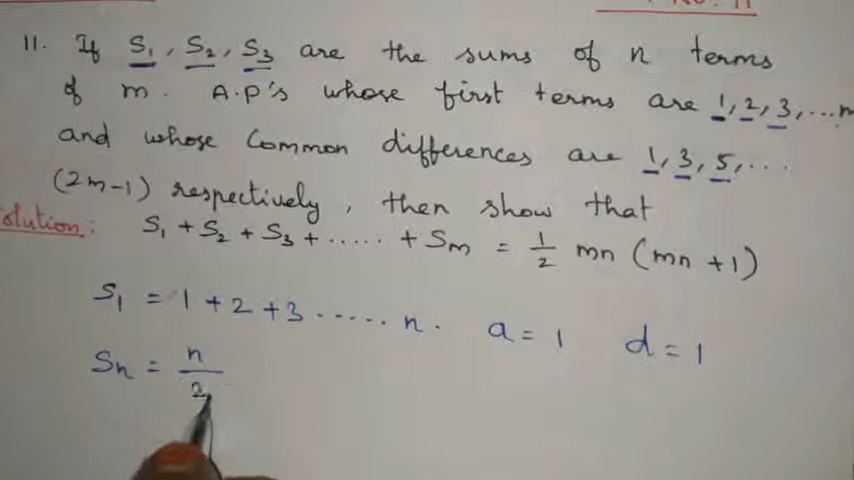 11. If S₁, S₂, S₃ are the sums of n terms
of m. A.P's whose first terms are 1, 2, 3, ... m
and whose common differences are 1, 3, 5, ...
(2m-1) respectively, then show that
olution: S₁ + S₂ + S₃ + ..... + Sm = 1/2 mn (mn + 1)
S₁ = 1 + 2 + 3 ..... n. a = 1 d = 1
Sn = n/2